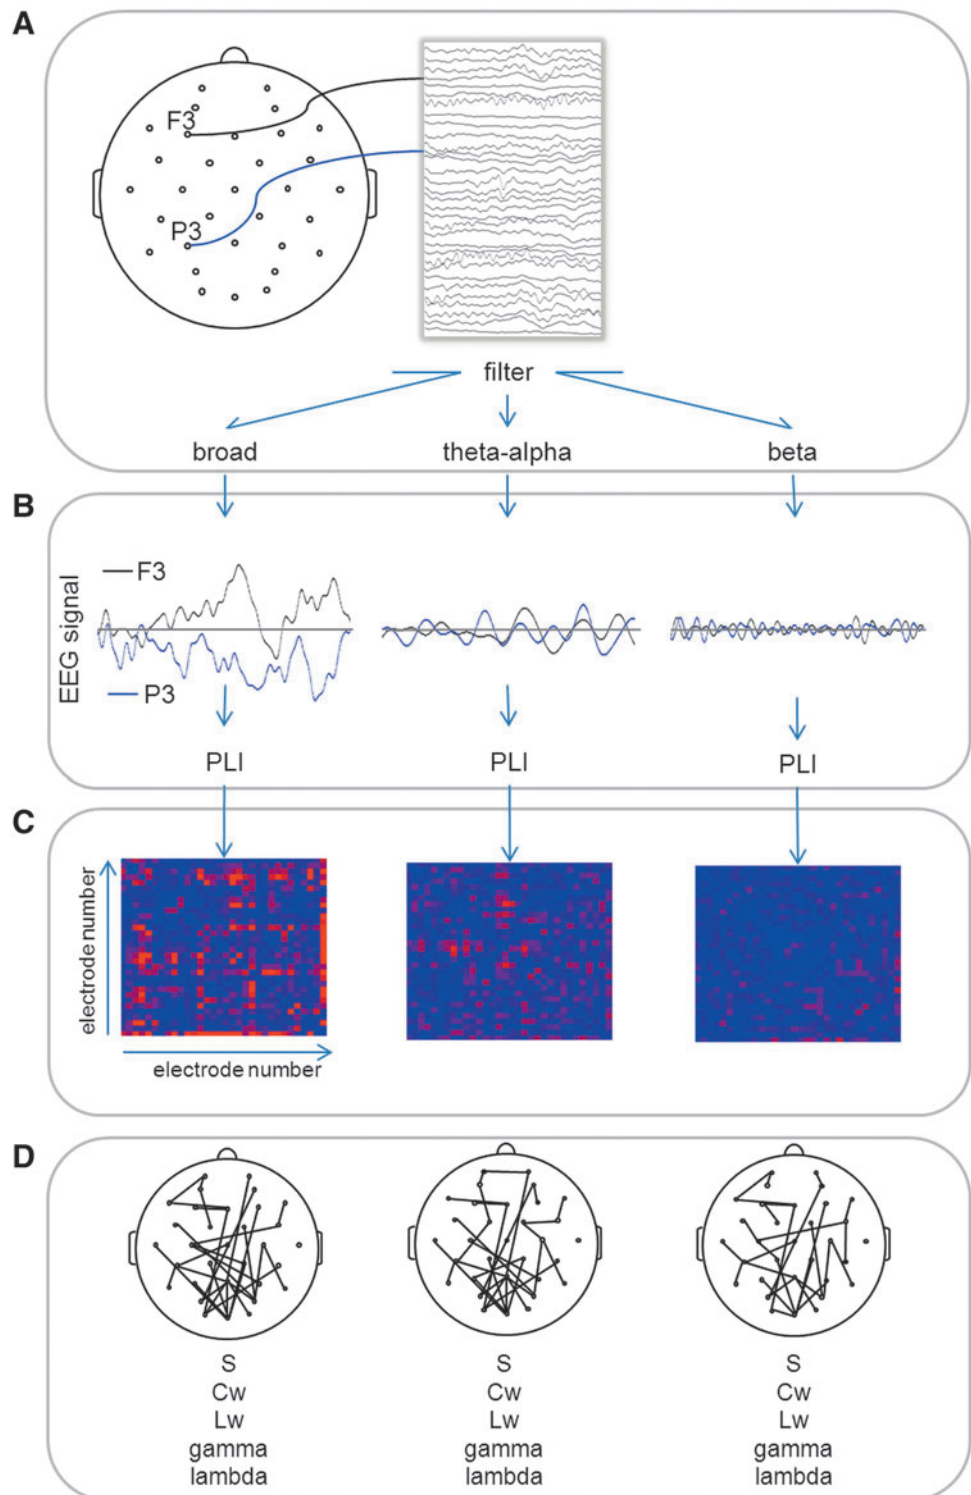 A
F3
P3
filter
broad
theta-alpha
beta
B
EEG signal
F3
P3
PLI
PLI
PLI
C
electrode number
electrode number
D
S
S
S
Cw
Cw
Cw
Lw
Lw
Lw
gamma
gamma
gamma
lambda
lambda
lambda